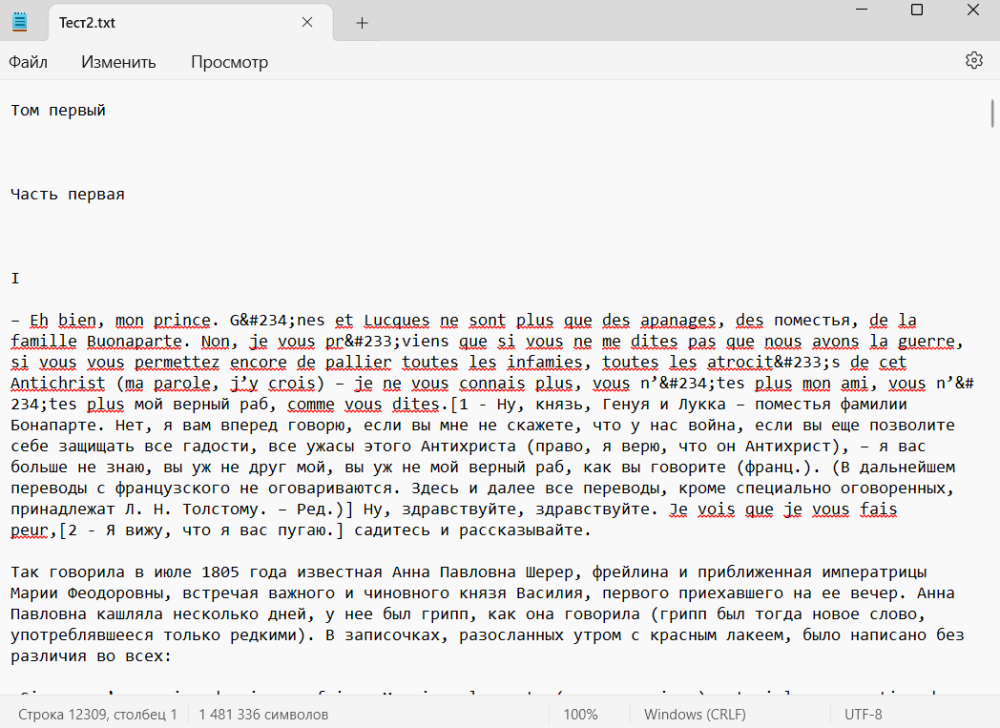 Тест2.txt
Файл Изменить Просмотр
Том первый
Часть первая
I
– Eh bien, mon prince. G&#234;nes et Lucques ne sont plus que des apanages, des поместья, de la
famille Buonaparte. Non, je vous pr&#233;viens que si vous ne me dites pas que nous avons la guerre,
si vous vous permettez encore de pallier toutes les infamies, toutes les atrocit&#233;s de cet
Antichrist (ma parole, j’y crois) – je ne vous connais plus, vous n’&#234;tes plus mon ami, vous n’&#
234;tes plus мой верный раб, comme vous dites.[1 - Ну, князь, Генуя и Лукка – поместья фамилии
Бонапарте. Нет, я вам вперед говорю, если вы мне не скажете, что у нас война, если вы еще позволите
себе защищать все гадости, все ужасы этого Антихриста (право, я верю, что он Антихрист), – я вас
больше не знаю, вы уж не друг мой, вы уж не мой верный раб, как вы говорите (франц.). (В дальнейшем
переводы с французского не оговариваются. Здесь и далее все переводы, кроме специально оговоренных,
принадлежат Л. Н. Толстому. – Ред.)] Ну, здравствуйте, здравствуйте. Je vois que je vous fais
peur,[2 - Я вижу, что я вас пугаю.] садитесь и рассказывайте.
Так говорила в июле 1805 года известная Анна Павловна Шерер, фрейлина и приближенная императрицы
Марии Феодоровны, встречая важного и чиновного князя Василия, первого приехавшего на ее вечер. Анна
Павловна кашляла несколько дней, у нее был грипп, как она говорила (грипп был тогда новое слово,
употреблявшееся только редкими). В записочках, разосланных утром с красным лакеем, было написано без
различия во всех:
Строка 12309, столбец 1 1 481 336 символов 100% Windows (CRLF) UTF-8